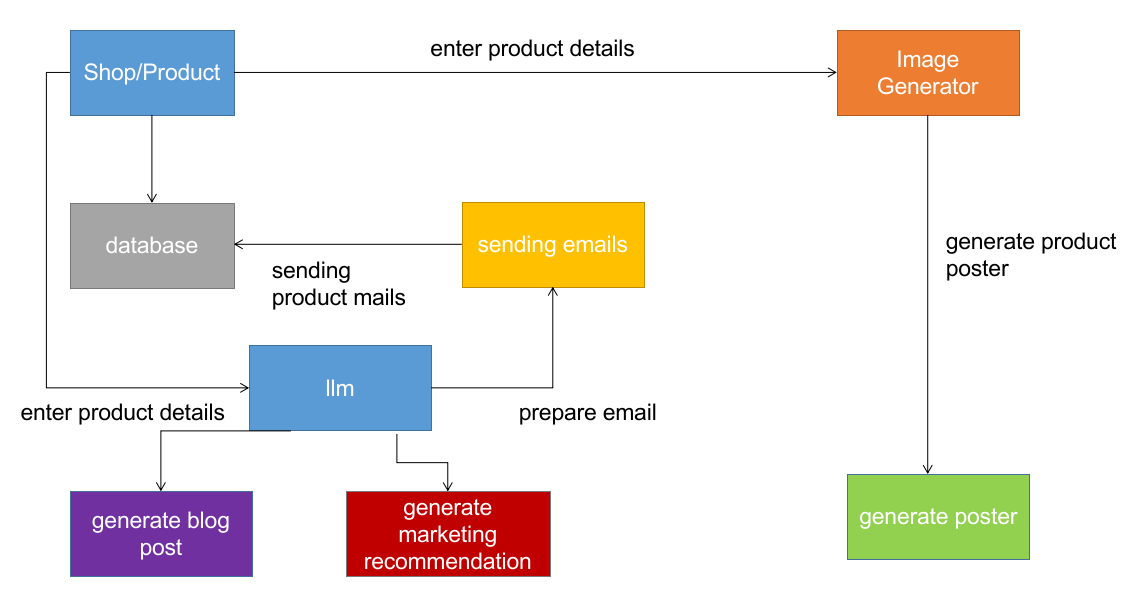 enter product details
Shop/Product
Image
Generator
database
sending emails
generate product
poster
sending
product mails
llm
enter product details
prepare email
generate blog
post
generate
marketing
recommendation
generate poster